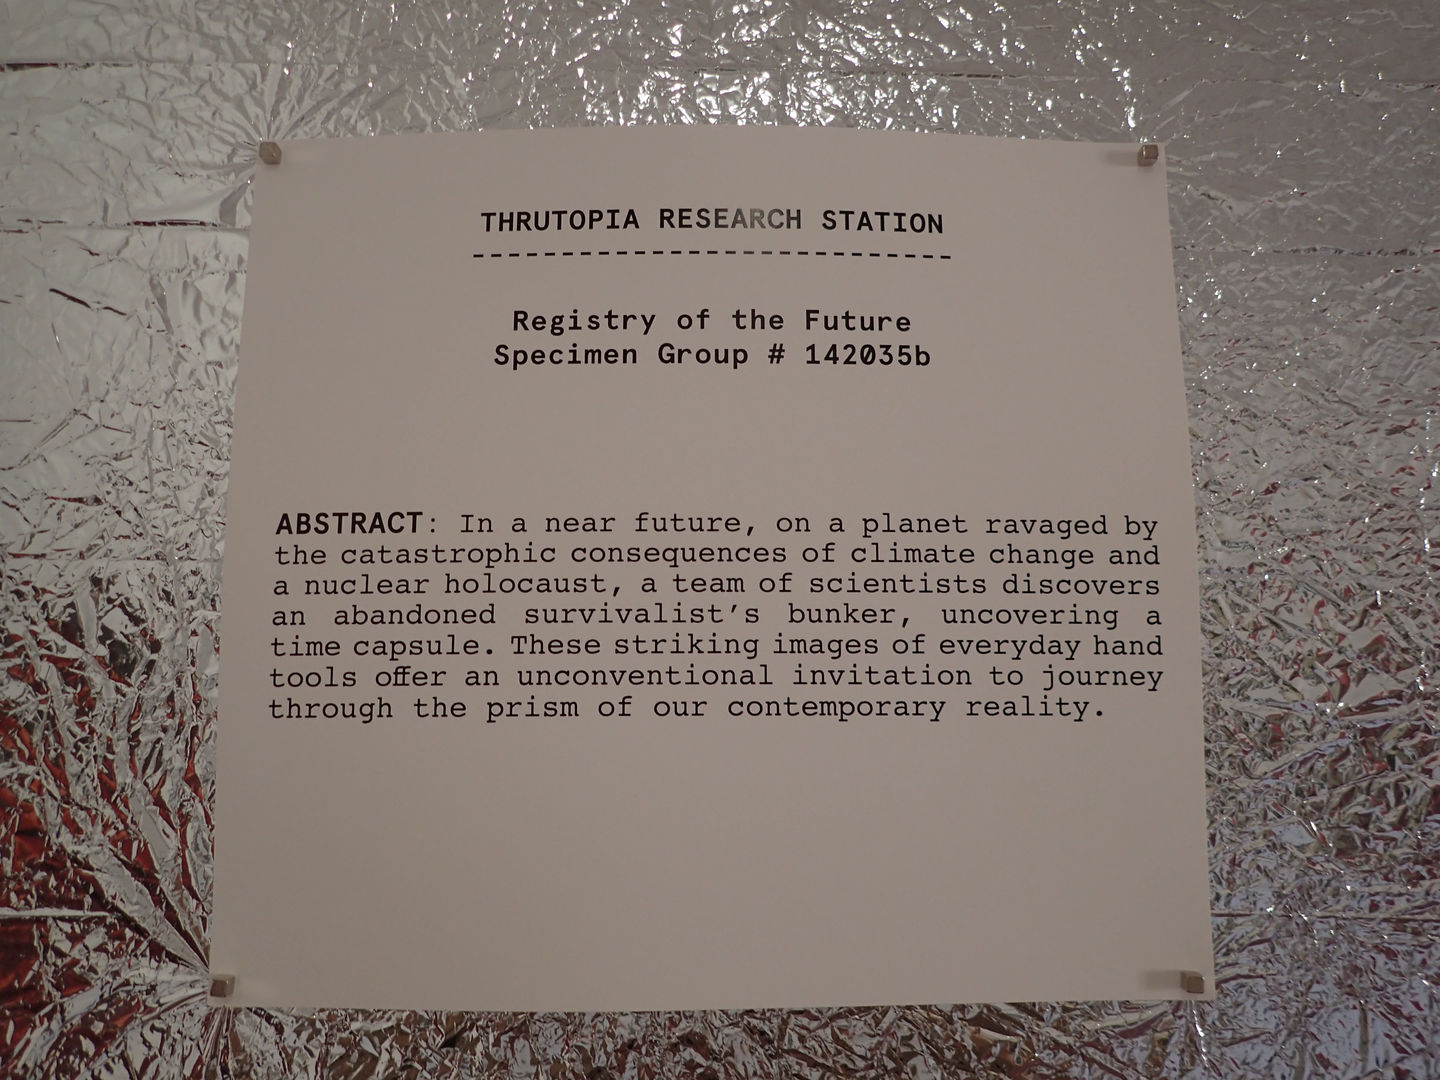 THRUTOPIA RESEARCH STATION
---------------------------
Registry of the Future
Specimen Group # 142035b
ABSTRACT: In a near future, on a planet ravaged by
the catastrophic consequences of climate change and
a nuclear holocaust, a team of scientists discovers
an abandoned survivalist's bunker, uncovering a
time capsule. These striking images of everyday hand
tools offer an unconventional invitation to journey
through the prism of our contemporary reality.